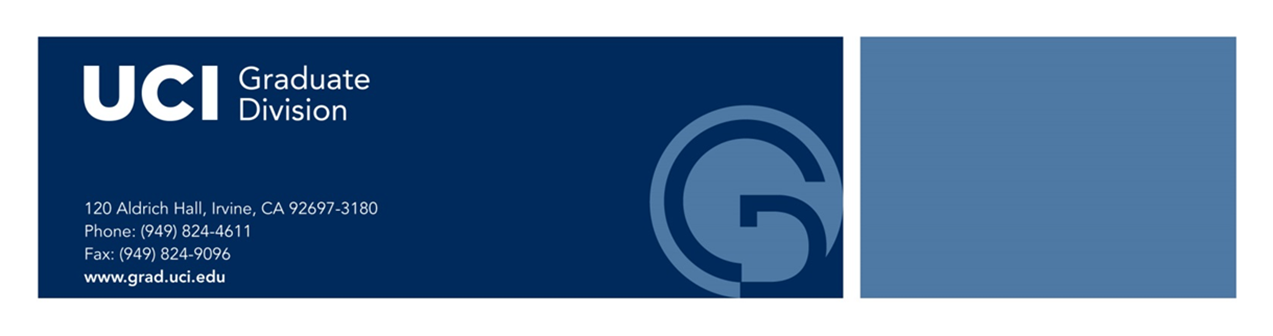 UCI Graduate
Division
120 Aldrich Hall, Irvine, CA 92697-3180
Phone: (949) 824-4611
Fax: (949) 824-9096
www.grad.uci.edu